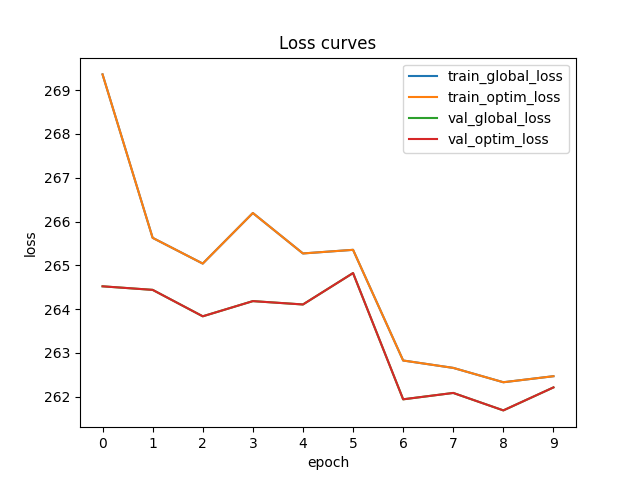 Loss curves
train_global_loss
train_optim_loss
val_global_loss
val_optim_loss
loss
269
268
267
266
265
264
263
262
0 1 2 3 4 5 6 7 8 9
epoch